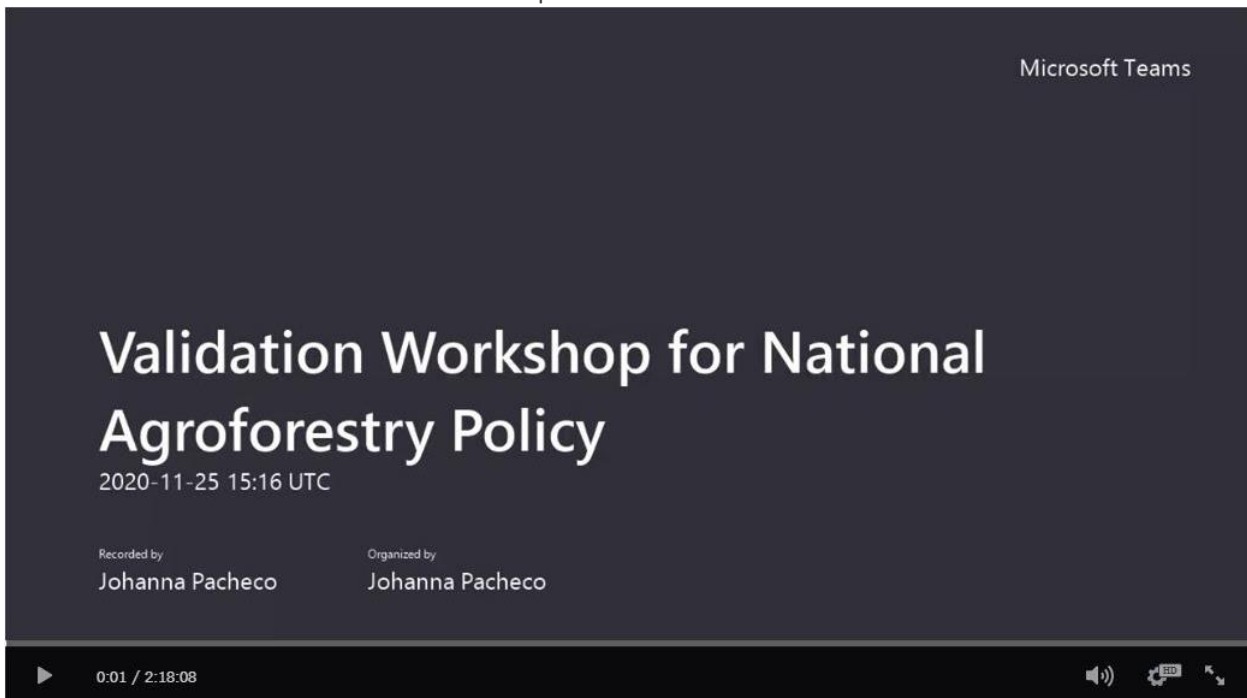 Microsoft Teams
Validation Workshop for National
Agroforestry Policy
2020-11-25 15:16 UTC
Recorded by
Organized by
Johanna Pacheco
Johanna Pacheco
0:01 / 2:18:08
HD